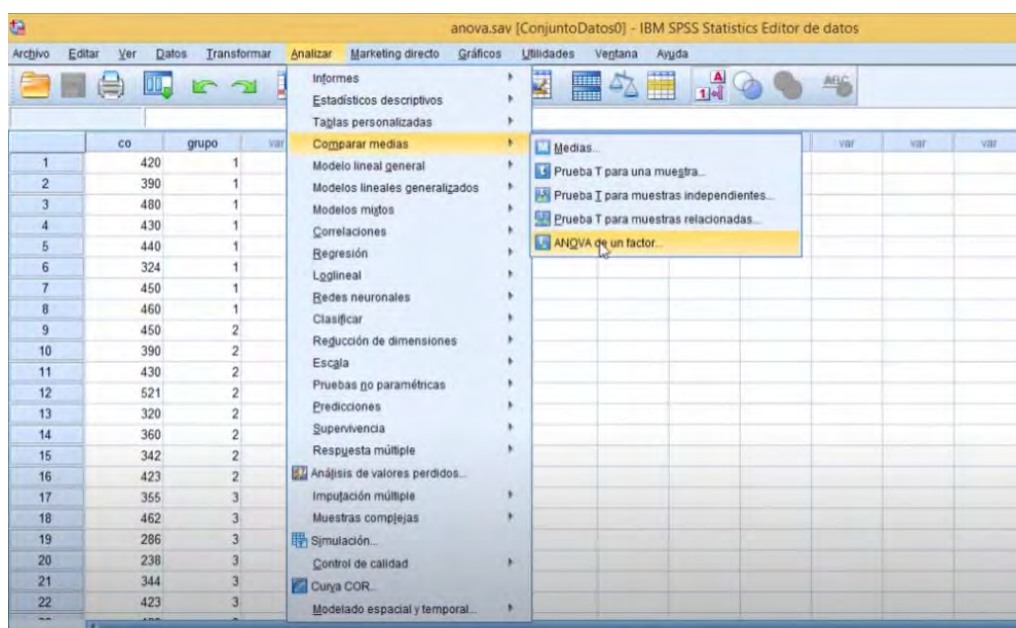 anova.sav [ConjuntoDatos0] - IBM SPSS Statistics Editor de datos
Archivo Editar Ver Datos Transformar Analizar Marketing directo Gráficos Utilidades Ventana Ayuda
Informes
Estadísticos descriptivos
Tablas personalizadas
Comparar medias
Modelo lineal general
Modelos lineales generalizados
Modelos mixtos
Correlaciones
Regresión
Loglineal
Redes neuronales
Clasificar
Reducción de dimensiones
Escala
Pruebas no paramétricas
Predicciones
Supervivencia
Respuesta múltiple
Análisis de valores perdidos...
Imputación múltiple
Muestras complejas
Simulación...
Control de calidad
Curva COR...
Modelado espacial y temporal...
Medias...
Prueba T para una muestra...
Prueba T para muestras independientes...
Prueba T para muestras relacionadas...
ANOVA de un factor...
co grupo var var var var
1 420 1
2 390 1
3 480 1
4 430 1
5 440 1
6 324 1
7 450 1
8 460 1
9 450 2
10 390 2
11 430 2
12 521 2
13 320 2
14 360 2
15 342 2
16 423 2
17 355 3
18 462 3
19 286 3
20 238 3
21 344 3
22 423 3